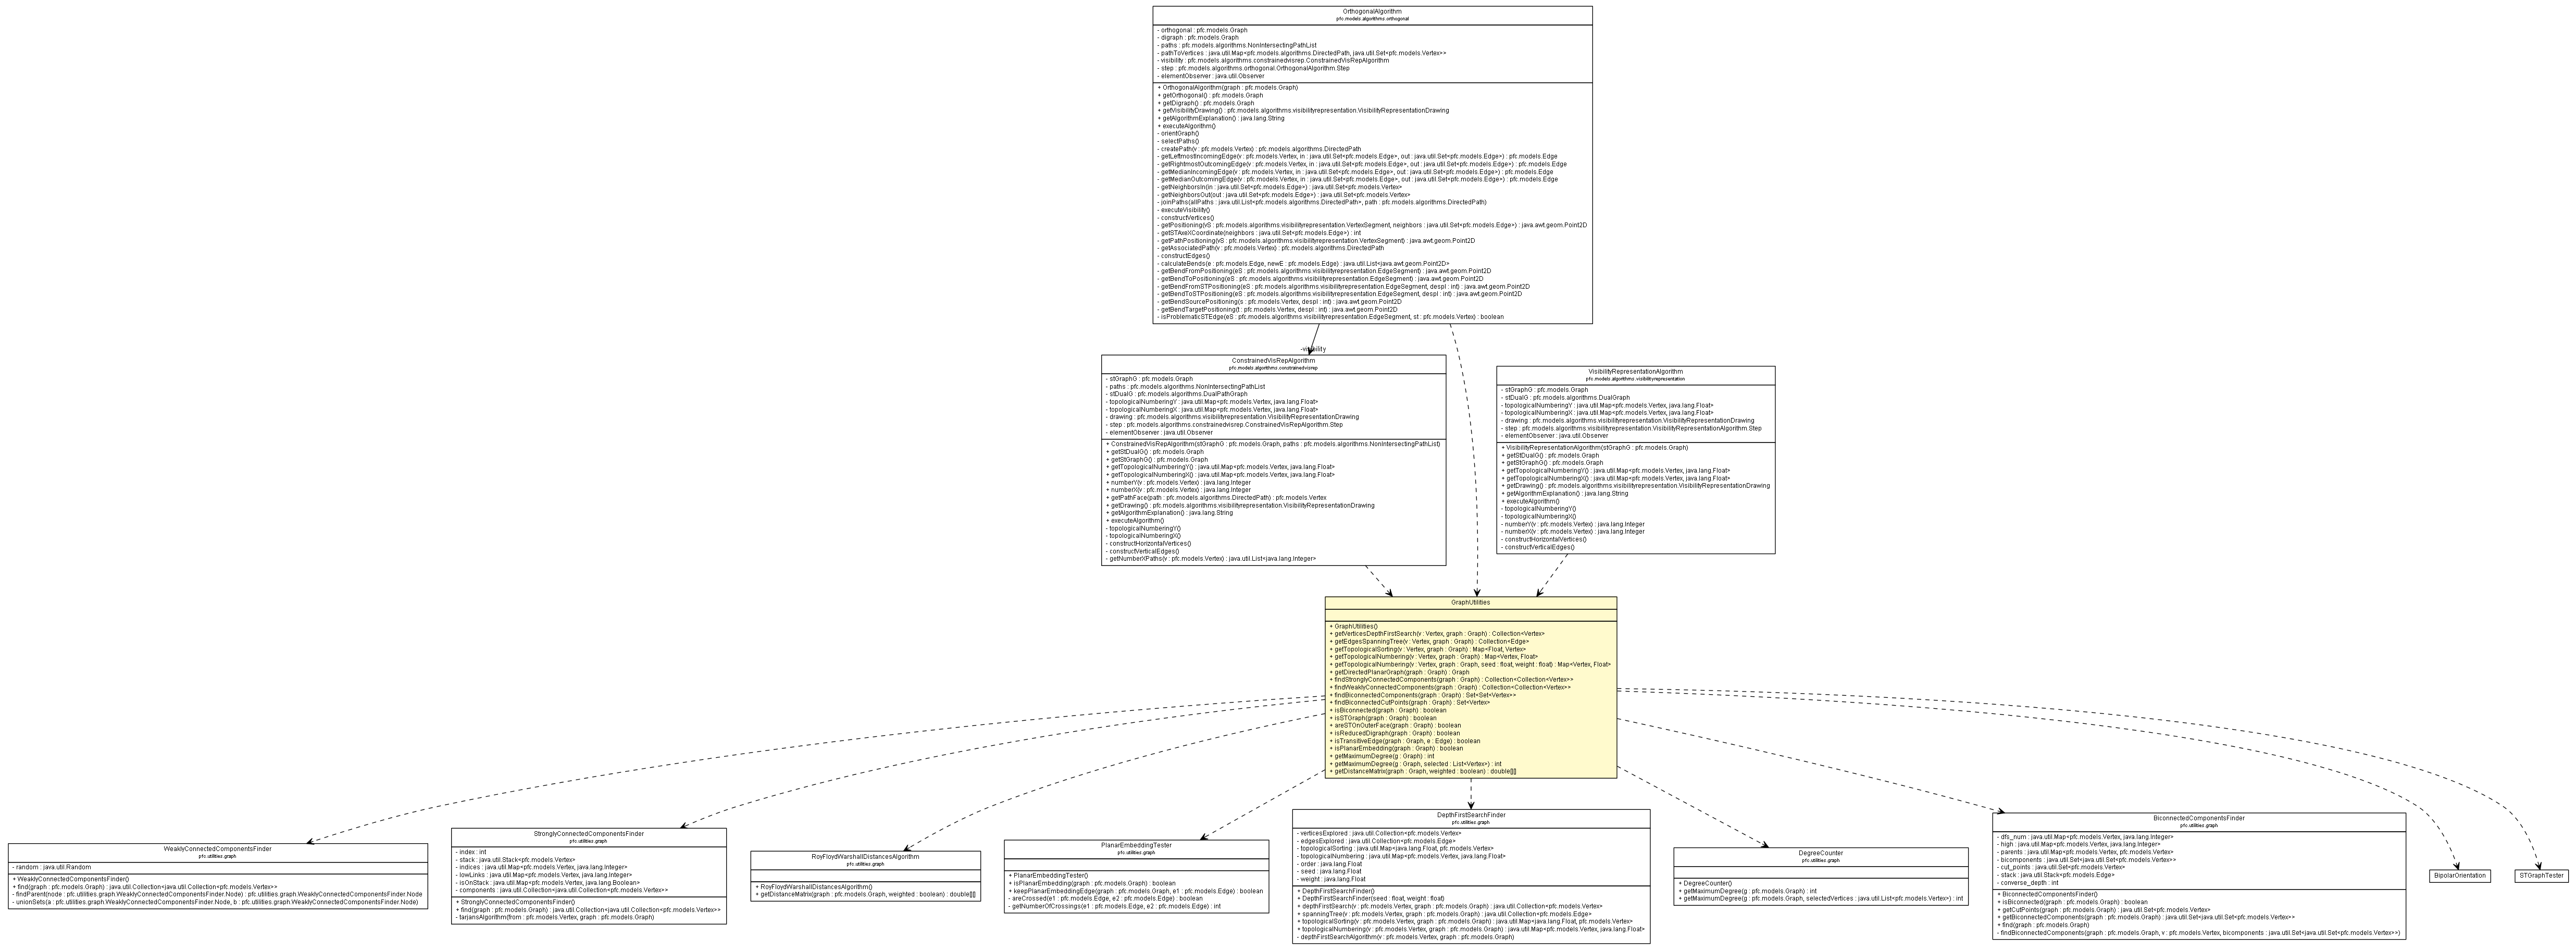 OrthogonalAlgorithm
pfc.models.algorithms.orthogonal
- orthogonal : pfc.models.Graph
- digraph : pfc.models.Graph
- paths : pfc.models.algorithms.NonIntersectingPathList
- pathToVertices : java.util.Map<pfc.models.algorithms.DirectedPath, java.util.Set<pfc.models.Vertex>>
- visibility : pfc.models.algorithms.constrainedvisrep.ConstrainedVisRepAlgorithm
- step : pfc.models.algorithms.orthogonal.OrthogonalAlgorithm.Step
- elementObserver : java.util.Observer
+ OrthogonalAlgorithm(graph : pfc.models.Graph)
+ getOrthogonal() : pfc.models.Graph
+ getDigraph() : pfc.models.Graph
+ getVisibilityDrawing() : pfc.models.algorithms.visibilityrepresentation.VisibilityRepresentationDrawing
+ getAlgorithmExplanation() : java.lang.String
+ executeAlgorithm()
- orientGraph()
- selectPaths()
- createPath(v : pfc.models.Vertex) : pfc.models.algorithms.DirectedPath
- getLeftmostIncomingEdge(v : pfc.models.Vertex, in : java.util.Set<pfc.models.Edge>, out : java.util.Set<pfc.models.Edge>) : pfc.models.Edge
- getRightmostOutcomingEdge(v : pfc.models.Vertex, in : java.util.Set<pfc.models.Edge>, out : java.util.Set<pfc.models.Edge>) : pfc.models.Edge
- getMedianIncomingEdge(v : pfc.models.Vertex, in : java.util.Set<pfc.models.Edge>, out : java.util.Set<pfc.models.Edge>) : pfc.models.Edge
- getMedianOutcomingEdge(v : pfc.models.Vertex, in : java.util.Set<pfc.models.Edge>, out : java.util.Set<pfc.models.Edge>) : pfc.models.Edge
- getNeighborsIn(in : java.util.Set<pfc.models.Edge>) : java.util.Set<pfc.models.Vertex>
- getNeighborsOut(out : java.util.Set<pfc.models.Edge>) : java.util.Set<pfc.models.Vertex>
- joinPaths(allPaths : java.util.List<pfc.models.algorithms.DirectedPath>, path : pfc.models.algorithms.DirectedPath)
- executeVisibility()
- constructVertices()
- getPositioning(vS : pfc.models.algorithms.visibilityrepresentation.VertexSegment, neighbors : java.util.Set<pfc.models.Edge>) : java.awt.geom.Point2D
- getSTAxeXCoordinate(neighbors : java.util.Set<pfc.models.Edge>) : int
- getPathPositioning(vS : pfc.models.algorithms.visibilityrepresentation.VertexSegment) : java.awt.geom.Point2D
- getAssociatedPath(v : pfc.models.Vertex) : pfc.models.algorithms.DirectedPath
- constructEdges()
- calculateBends(e : pfc.models.Edge, newE : pfc.models.Edge) : java.util.List<java.awt.geom.Point2D>
- getBendFromPositioning(eS : pfc.models.algorithms.visibilityrepresentation.EdgeSegment) : java.awt.geom.Point2D
- getBendToPositioning(eS : pfc.models.algorithms.visibilityrepresentation.EdgeSegment) : java.awt.geom.Point2D
- getBendFromSTPositioning(eS : pfc.models.algorithms.visibilityrepresentation.EdgeSegment, despl : int) : java.awt.geom.Point2D
- getBendToSTPositioning(eS : pfc.models.algorithms.visibilityrepresentation.EdgeSegment, despl : int) : java.awt.geom.Point2D
- getBendSourcePositioning(s : pfc.models.Vertex, despl : int) : java.awt.geom.Point2D
- getBendTargetPositioning(t : pfc.models.Vertex, despl : int) : java.awt.geom.Point2D
- isProblematicSTEdge(eS : pfc.models.algorithms.visibilityrepresentation.EdgeSegment, st : pfc.models.Vertex) : boolean
-visibility
ConstrainedVisRepAlgorithm
pfc.models.algorithms.constrainedvisrep
- stGraphG : pfc.models.Graph
- paths : pfc.models.algorithms.NonIntersectingPathList
- stDualG : pfc.models.algorithms.DualPathGraph
- topologicalNumberingY : java.util.Map<pfc.models.Vertex, java.lang.Float>
- topologicalNumberingX : java.util.Map<pfc.models.Vertex, java.lang.Float>
- drawing : pfc.models.algorithms.visibilityrepresentation.VisibilityRepresentationDrawing
- step : pfc.models.algorithms.constrainedvisrep.ConstrainedVisRepAlgorithm.Step
- elementObserver : java.util.Observer
+ ConstrainedVisRepAlgorithm(stGraphG : pfc.models.Graph, paths : pfc.models.algorithms.NonIntersectingPathList)
+ getStDualG() : pfc.models.Graph
+ getStGraphG() : pfc.models.Graph
+ getTopologicalNumberingY() : java.util.Map<pfc.models.Vertex, java.lang.Float>
+ getTopologicalNumberingX() : java.util.Map<pfc.models.Vertex, java.lang.Float>
+ numberY(v : pfc.models.Vertex) : java.lang.Integer
+ numberX(v : pfc.models.Vertex) : java.lang.Integer
+ getPathFace(path : pfc.models.algorithms.DirectedPath) : pfc.models.Vertex
+ getDrawing() : pfc.models.algorithms.visibilityrepresentation.VisibilityRepresentationDrawing
+ getAlgorithmExplanation() : java.lang.String
+ executeAlgorithm()
- topologicalNumberingY()
- topologicalNumberingX()
- constructHorizontalVertices()
- constructVerticalEdges()
- getNumberXPaths(v : pfc.models.Vertex) : java.util.List<java.lang.Integer>
VisibilityRepresentationAlgorithm
pfc.models.algorithms.visibilityrepresentation
- stGraphG : pfc.models.Graph
- stDualG : pfc.models.algorithms.DualGraph
- topologicalNumberingY : java.util.Map<pfc.models.Vertex, java.lang.Float>
- topologicalNumberingX : java.util.Map<pfc.models.Vertex, java.lang.Float>
- drawing : pfc.models.algorithms.visibilityrepresentation.VisibilityRepresentationDrawing
- step : pfc.models.algorithms.visibilityrepresentation.VisibilityRepresentationAlgorithm.Step
- elementObserver : java.util.Observer
+ VisibilityRepresentationAlgorithm(stGraphG : pfc.models.Graph)
+ getStDualG() : pfc.models.Graph
+ getStGraphG() : pfc.models.Graph
+ getTopologicalNumberingY() : java.util.Map<pfc.models.Vertex, java.lang.Float>
+ getTopologicalNumberingX() : java.util.Map<pfc.models.Vertex, java.lang.Float>
+ getDrawing() : pfc.models.algorithms.visibilityrepresentation.VisibilityRepresentationDrawing
+ getAlgorithmExplanation() : java.lang.String
+ executeAlgorithm()
- topologicalNumberingY()
- topologicalNumberingX()
- numberY(v : pfc.models.Vertex) : java.lang.Integer
- numberX(v : pfc.models.Vertex) : java.lang.Integer
- constructHorizontalVertices()
- constructVerticalEdges()
GraphUtilities
+ GraphUtilities()
+ getVerticesDepthFirstSearch(v : Vertex, graph : Graph) : Collection<Vertex>
+ getEdgesSpanningTree(v : Vertex, graph : Graph) : Collection<Edge>
+ getTopologicalSorting(v : Vertex, graph : Graph) : Map<Float, Vertex>
+ getTopologicalNumbering(v : Vertex, graph : Graph) : Map<Vertex, Float>
+ getTopologicalNumbering(v : Vertex, graph : Graph, seed : float, weight : float) : Map<Vertex, Float>
+ getDirectedPlanarGraph(graph : Graph) : Graph
+ findStronglyConnectedComponents(graph : Graph) : Collection<Collection<Vertex>>
+ findWeaklyConnectedComponents(graph : Graph) : Collection<Collection<Vertex>>
+ findBiconnectedComponents(graph : Graph) : Set<Set<Vertex>>
+ findBiconnectedCutPoints(graph : Graph) : Set<Vertex>
+ isBiconnected(graph : Graph) : boolean
+ isSTGraph(graph : Graph) : boolean
+ areSTOnOuterFace(graph : Graph) : boolean
+ isReducedDigraph(graph : Graph) : boolean
+ isTransitiveEdge(graph : Graph, e : Edge) : boolean
+ isPlanarEmbedding(graph : Graph) : boolean
+ getMaximumDegree(g : Graph) : int
+ getMaximumDegree(g : Graph, selected : List<Vertex>) : int
+ getDistanceMatrix(graph : Graph, weighted : boolean) : double[][]
WeaklyConnectedComponentsFinder
pfc.utilities.graph
- random : java.util.Random
+ WeaklyConnectedComponentsFinder()
+ find(graph : pfc.models.Graph) : java.util.Collection<java.util.Collection<pfc.models.Vertex>>
- findParent(node : pfc.utilities.graph.WeaklyConnectedComponentsFinder.Node) : pfc.utilities.graph.WeaklyConnectedComponentsFinder.Node
- unionSets(a : pfc.utilities.graph.WeaklyConnectedComponentsFinder.Node, b : pfc.utilities.graph.WeaklyConnectedComponentsFinder.Node)
StronglyConnectedComponentsFinder
pfc.utilities.graph
- index : int
- stack : java.util.Stack<pfc.models.Vertex>
- indices : java.util.Map<pfc.models.Vertex, java.lang.Integer>
- lowLinks : java.util.Map<pfc.models.Vertex, java.lang.Integer>
- isOnStack : java.util.Map<pfc.models.Vertex, java.lang.Boolean>
- components : java.util.Collection<java.util.Collection<pfc.models.Vertex>>
+ StronglyConnectedComponentsFinder()
+ find(graph : pfc.models.Graph) : java.util.Collection<java.util.Collection<pfc.models.Vertex>>
- tarjansAlgorithm(from : pfc.models.Vertex, graph : pfc.models.Graph)
RoyFloydWarshallDistancesAlgorithm
pfc.utilities.graph
+ RoyFloydWarshallDistancesAlgorithm()
+ getDistanceMatrix(graph : pfc.models.Graph, weighted : boolean) : double[][]
PlanarEmbeddingTester
pfc.utilities.graph
+ PlanarEmbeddingTester()
+ isPlanarEmbedding(graph : pfc.models.Graph) : boolean
+ keepPlanarEmbeddingEdge(graph : pfc.models.Graph, e1 : pfc.models.Edge) : boolean
- areCrossed(e1 : pfc.models.Edge, e2 : pfc.models.Edge) : boolean
- getNumberOfCrossings(e1 : pfc.models.Edge, e2 : pfc.models.Edge) : int
DepthFirstSearchFinder
pfc.utilities.graph
- verticesExplored : java.util.Collection<pfc.models.Vertex>
- edgesExplored : java.util.Collection<pfc.models.Edge>
- topologicalSorting : java.util.Map<java.lang.Float, pfc.models.Vertex>
- topologicalNumbering : java.util.Map<pfc.models.Vertex, java.lang.Float>
- order : java.lang.Float
- seed : java.lang.Float
- weight : java.lang.Float
+ DepthFirstSearchFinder()
+ DepthFirstSearchFinder(seed : float, weight : float)
+ depthFirstSearch(v : pfc.models.Vertex, graph : pfc.models.Graph) : java.util.Collection<pfc.models.Vertex>
+ spanningTree(v : pfc.models.Vertex, graph : pfc.models.Graph) : java.util.Collection<pfc.models.Edge>
+ topologicalSorting(v : pfc.models.Vertex, graph : pfc.models.Graph) : java.util.Map<java.lang.Float, pfc.models.Vertex>
+ topologicalNumbering(v : pfc.models.Vertex, graph : pfc.models.Graph) : java.util.Map<pfc.models.Vertex, java.lang.Float>
- depthFirstSearchAlgorithm(v : pfc.models.Vertex, graph : pfc.models.Graph)
DegreeCounter
pfc.utilities.graph
+ DegreeCounter()
+ getMaximumDegree(g : pfc.models.Graph) : int
+ getMaximumDegree(g : pfc.models.Graph, selectedVertices : java.util.List<pfc.models.Vertex>) : int
BiconnectedComponentsFinder
pfc.utilities.graph
- dfs_num : java.util.Map<pfc.models.Vertex, java.lang.Integer>
- high : java.util.Map<pfc.models.Vertex, java.lang.Integer>
- parents : java.util.Map<pfc.models.Vertex, pfc.models.Vertex>
- bicomponents : java.util.Set<java.util.Set<pfc.models.Vertex>>
- cut_points : java.util.Set<pfc.models.Vertex>
- stack : java.util.Stack<pfc.models.Edge>
- converse_depth : int
+ BiconnectedComponentsFinder()
+ isBiconnected(graph : pfc.models.Graph) : boolean
+ getCutPoints(graph : pfc.models.Graph) : java.util.Set<pfc.models.Vertex>
+ getBiconnectedComponents(graph : pfc.models.Graph) : java.util.Set<java.util.Set<pfc.models.Vertex>>
+ find(graph : pfc.models.Graph)
- findBiconnectedComponents(graph : pfc.models.Graph, v : pfc.models.Vertex, bicomponents : java.util.Set<java.util.Set<pfc.models.Vertex>>)
BipolarOrientation
STGraphTester